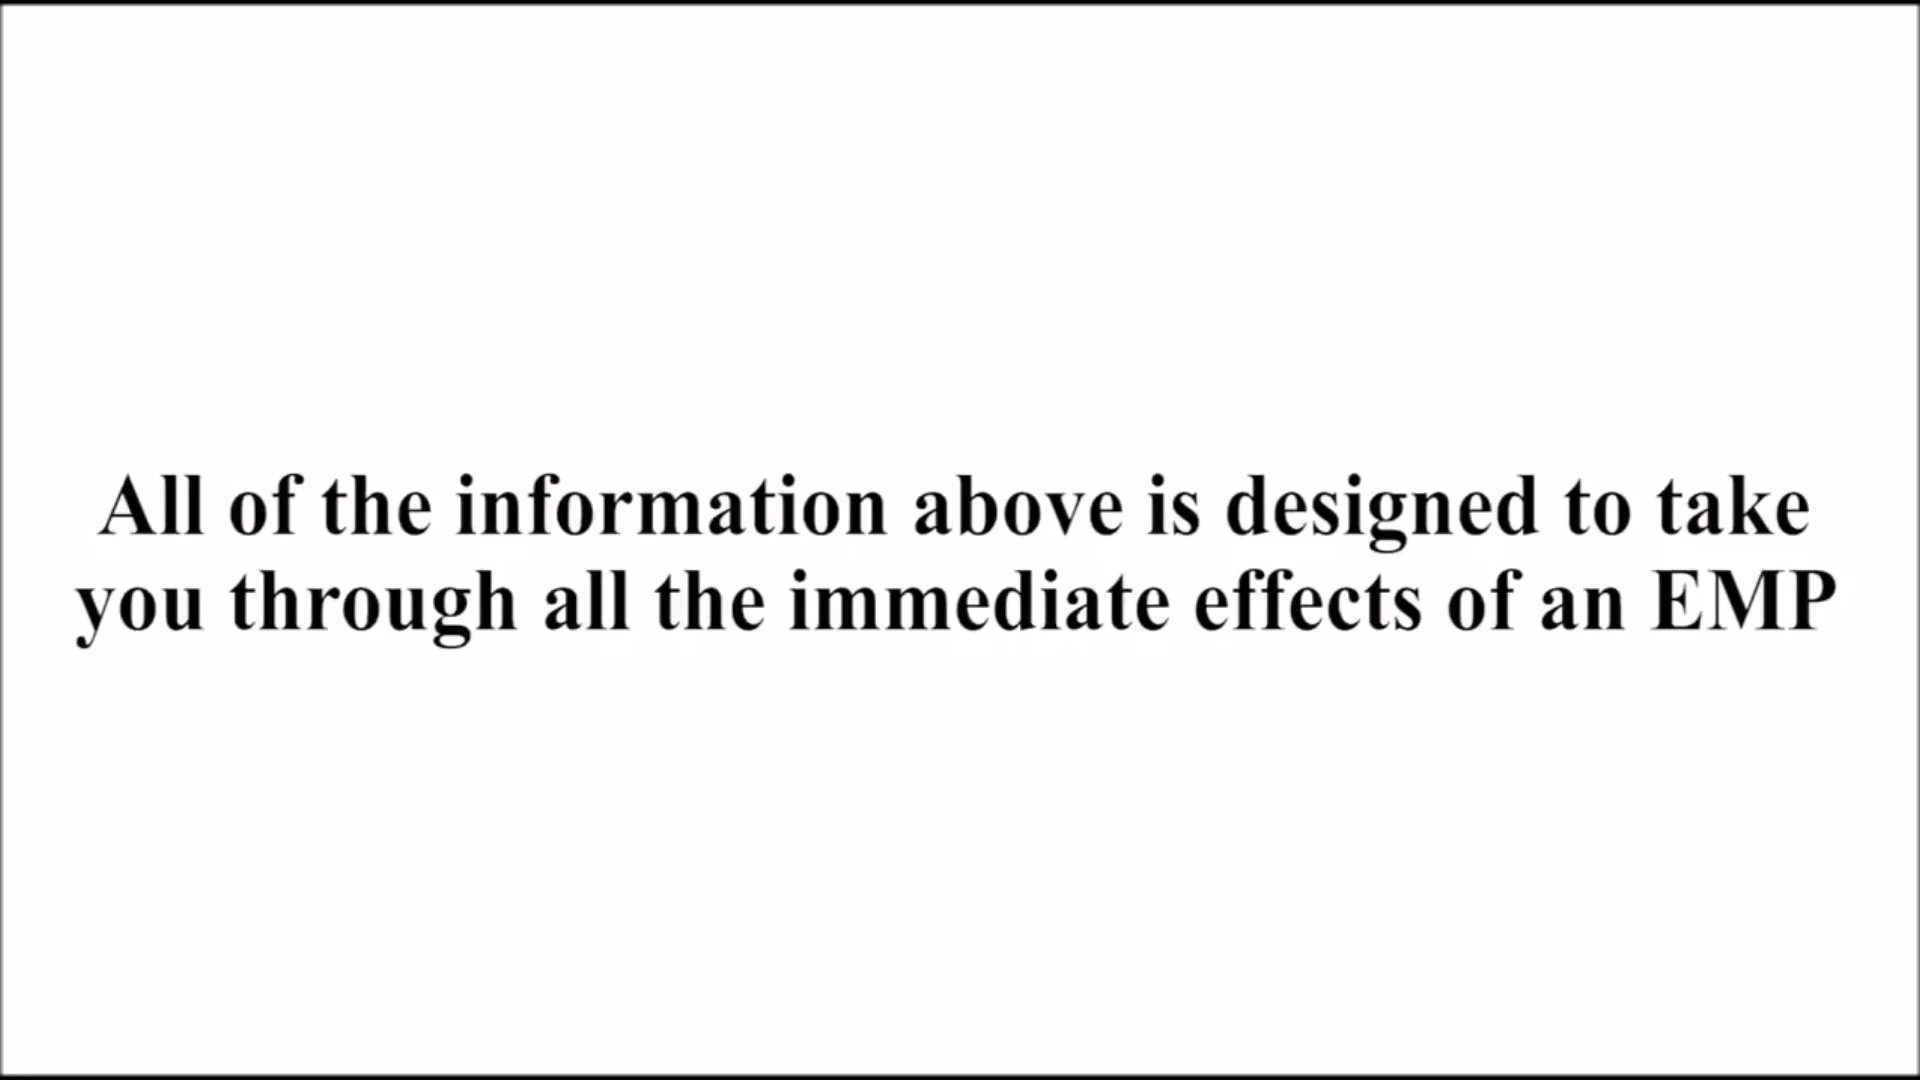 All of the information above is designed to take
you through all the immediate effects of an EMP